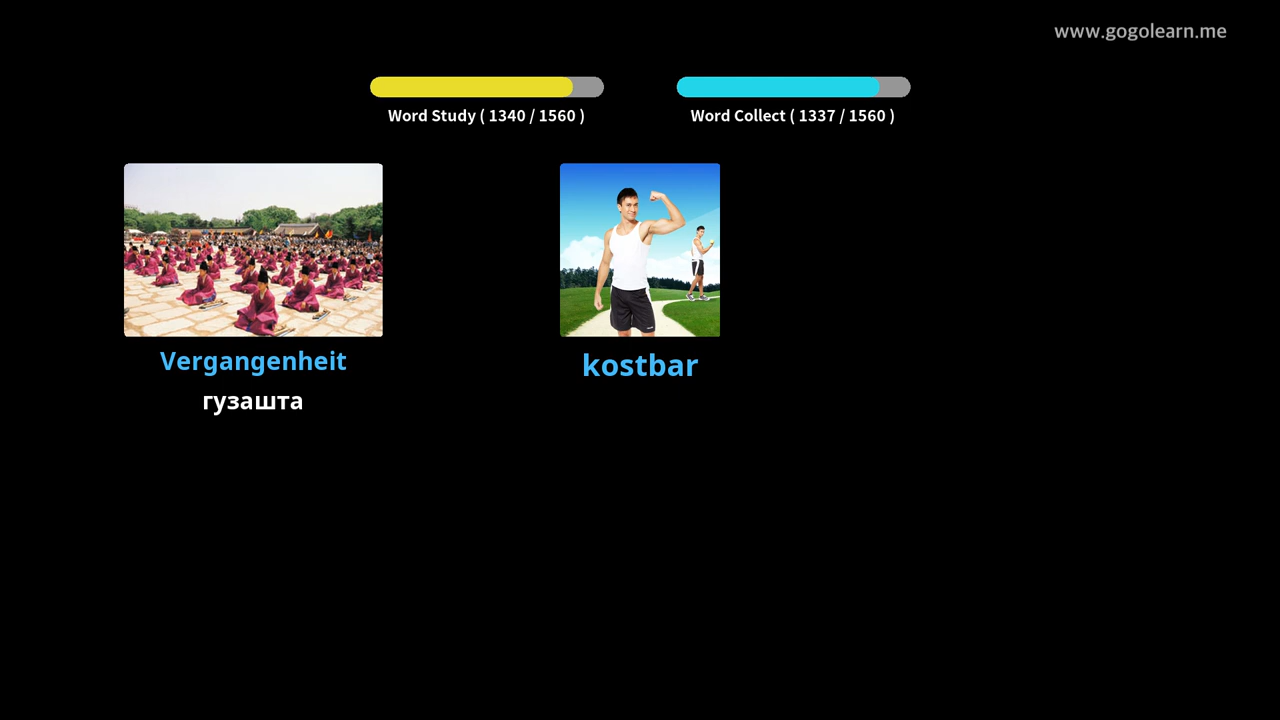 www.gogolearn.me
Word Study ( 1340 / 1560 )
Word Collect ( 1337 / 1560 )
Vergangenheit
гузашта
kostbar